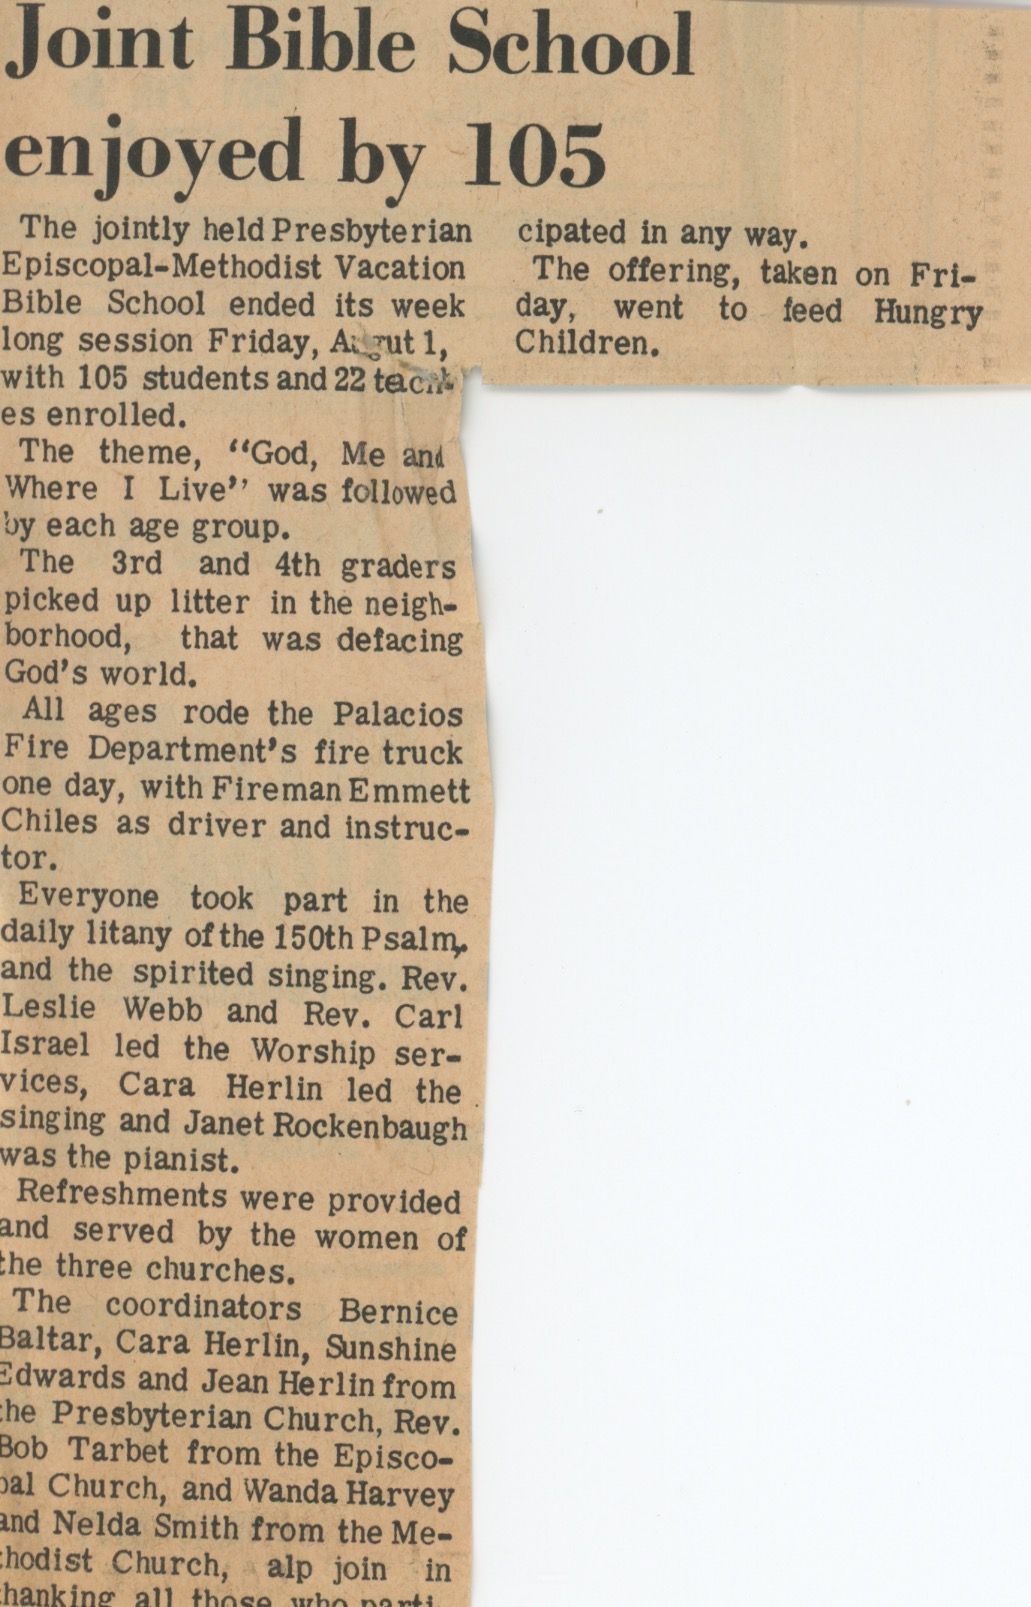 Joint Bible School
enjoyed by 105
The jointly held Presbyterian
Episcopal-Methodist Vacation
Bible School ended its week
long session Friday, 1,
with 105 students and 22
es enrolled.
The theme, "God, Me and
Where I Live" was followed
by each age group.
The 3rd and 4th graders
picked up litter in the neigh-
borhood, that was defacing
God's world.
All ages rode the Palacios
Fire Department's fire truck
one day, with Fireman Emmett
Chiles as driver and instruc-
tor.
Everyone took part in the
daily litany of the 150th Psalm,
and the spirited singing. Rev.
Leslie Webb and Rev. Carl
Israel led the Worship ser-
vices, Cara Herlin led the
singing and Janet Rockenbaugh
was the pianist.
Refreshments were provided
and served by the women of
the three churches.
The coordinators Bernice
Baltar, Cara Herlin, Sunshine
Edwards and Jean Herlin from
the Presbyterian Church, Rev.
Bob Tarbet from the Episco-
pal Church, and Wanda Harvey
and Nelda Smith from the Me-
thodist Church, alp join in
thanking all those who parti-
cipated in any way.
The offering, taken on Fri-
day, went to feed Hungry
Children.